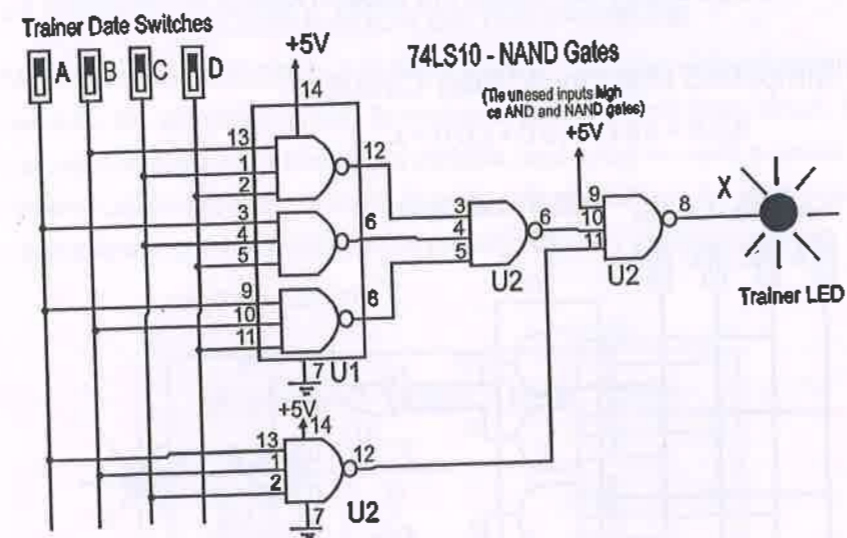 Trainer Date Switches
A B C D
+5V
14
74LS10 - NAND Gates
(Tie unesed inputs high
ca AND and NAND gates)
+5V
13
1
2
12
3
4
5
6
9
10
11
8
7 U1
3
4
5
6
U2
9
10
11
8
U2
X
Trainer LED
+5V
14
13
1
2
12
7
U2